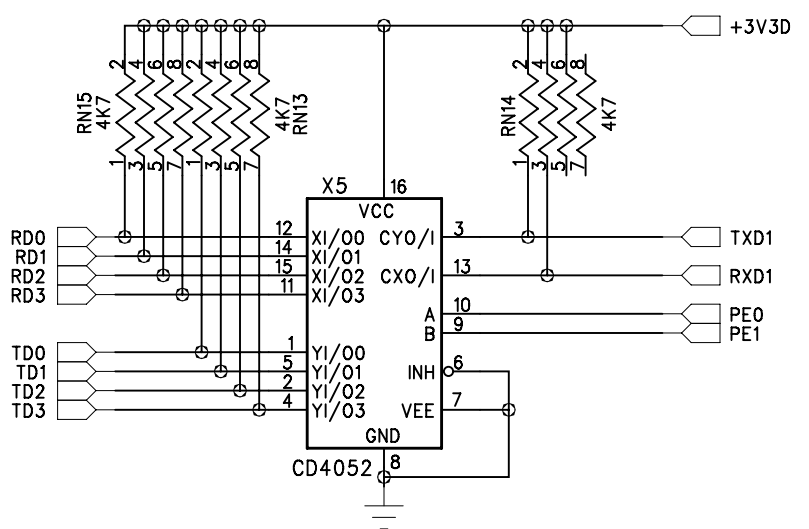 +3V3D
2 4 6 8 2 4 6 8
RN15 4K7
4K7 RN13
1 3 5 7 1 3 5 7
2 4 6 8
RN14
4K7
1 3 5 7
X5
16
VCC
RD0 12 XI/O0 CYO/I 3 TXD1
RD1 14 XI/O1
RD2 15 XI/O2 CXO/I 13 RXD1
RD3 11 XI/O3
A 10 PE0
B 9 PE1
TD0 1 YI/O0
TD1 5 YI/O1 INH 6
TD2 2 YI/O2
TD3 4 YI/O3 VEE 7
GND
CD4052 8